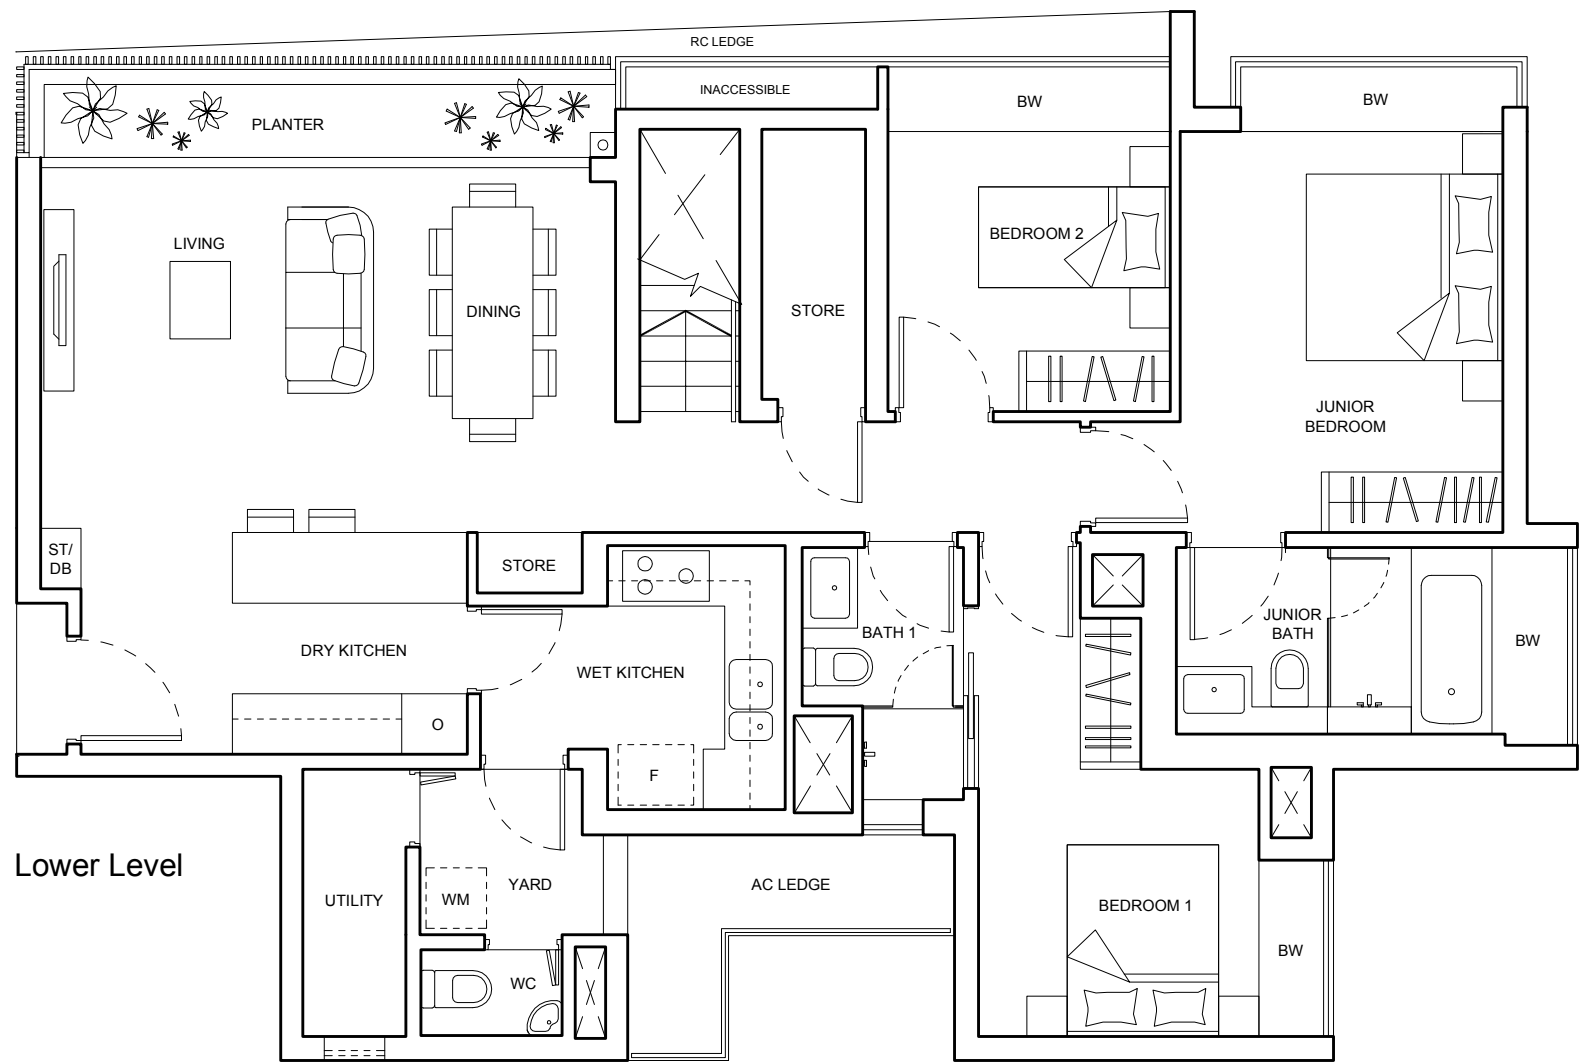 RC LEDGE
INACCESSIBLE
BW
BW
PLANTER
LIVING
BEDROOM 2
DINING
STORE
JUNIOR
BEDROOM
ST/
DB
STORE
DRY KITCHEN
WET KITCHEN
BATH 1
JUNIOR
BATH
BW
O
F
Lower Level
UTILITY
WM
YARD
AC LEDGE
BEDROOM 1
BW
WC